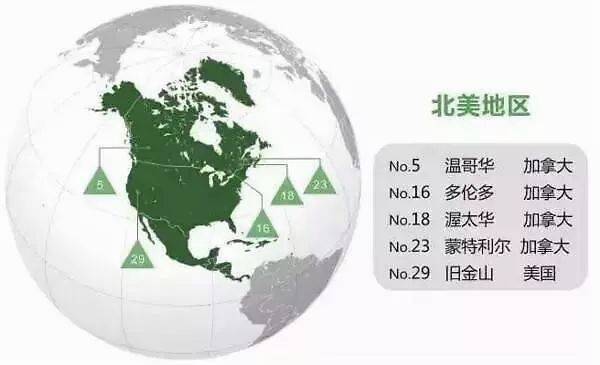 北美地区
No.5 温哥华 加拿大
No.16 多伦多 加拿大
No.18 渥太华 加拿大
No.23 蒙特利尔 加拿大
No.29 旧金山 美国
5
18
23
16
29